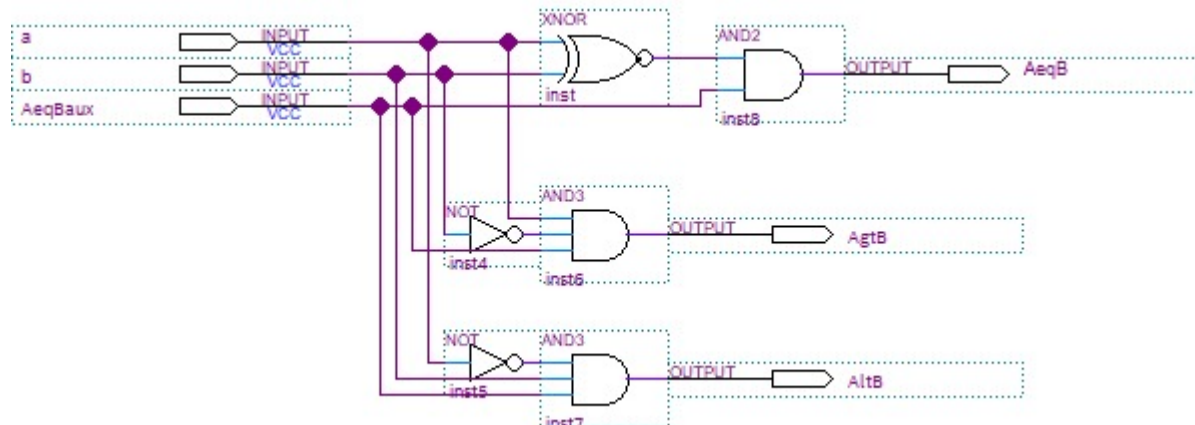 XNOR
a
INPUT
VCC
AND2
b
INPUT
VCC
OUTPUT
AeqB
AeqBaux
INPUT
VCC
inst
inst8
AND3
NOT
OUTPUT
AgtB
inst4
inst6
NOT
AND3
OUTPUT
AltB
inst5
inst7